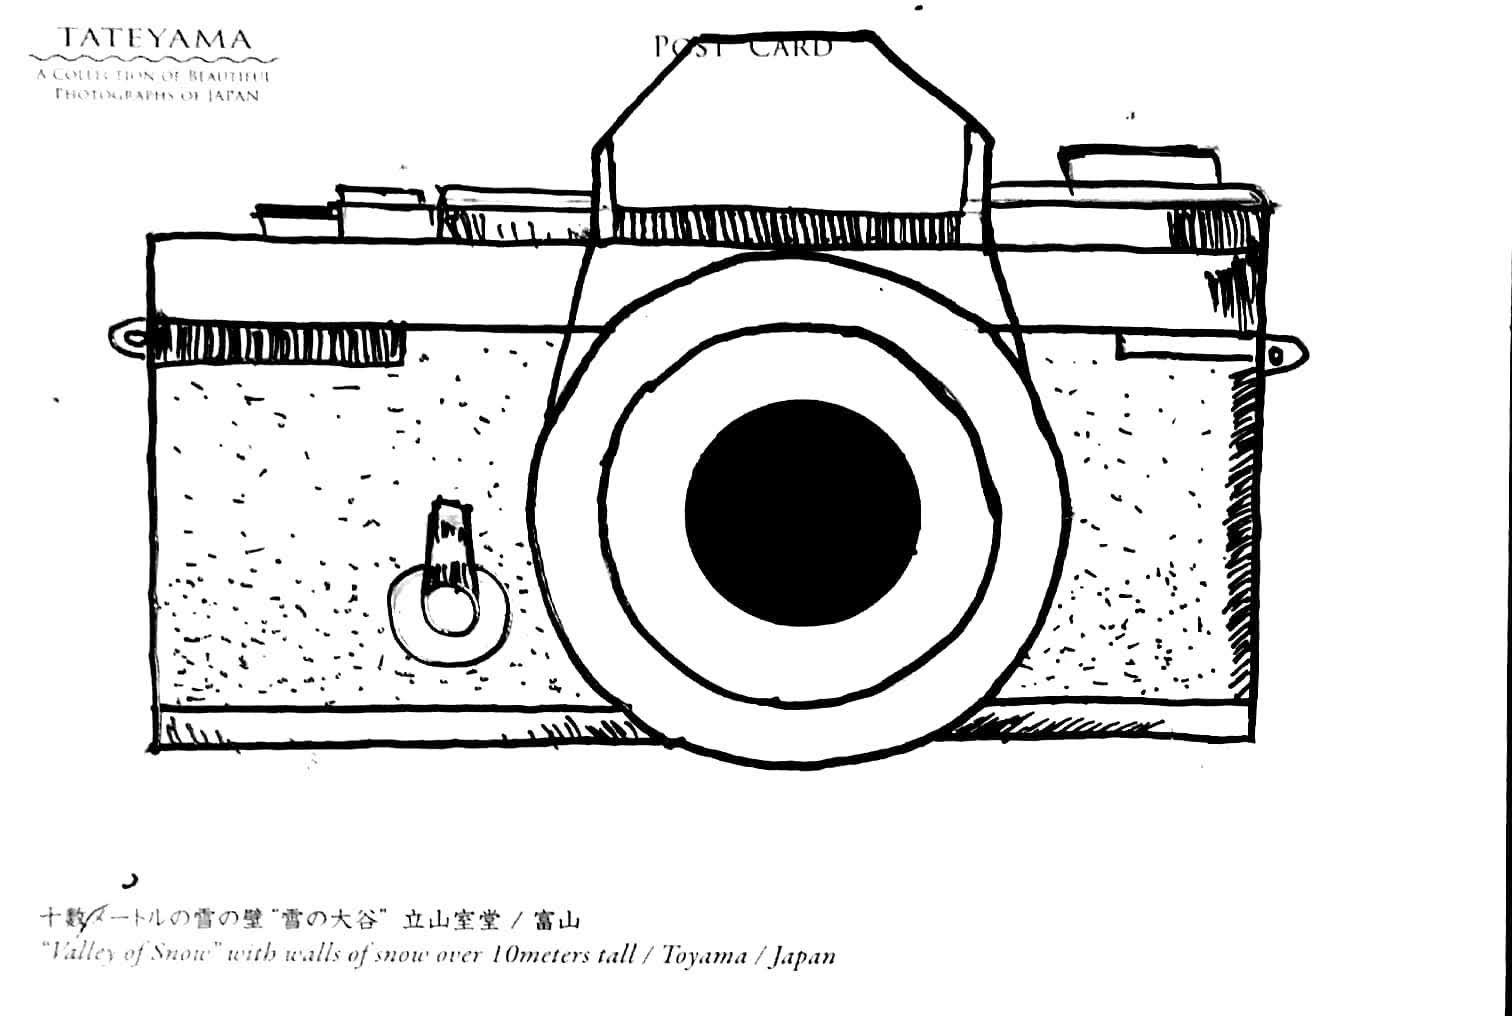 TATEYAMA
A COLLECTION OF BEAUTIFUL
PHOTOGRAPHS OF JAPAN
POST CARD
十数メートルの雪の壁 "雪の大谷" 立山室堂 / 富山
"Valley of Snow" with walls of snow over 10meters tall / Toyama / Japan